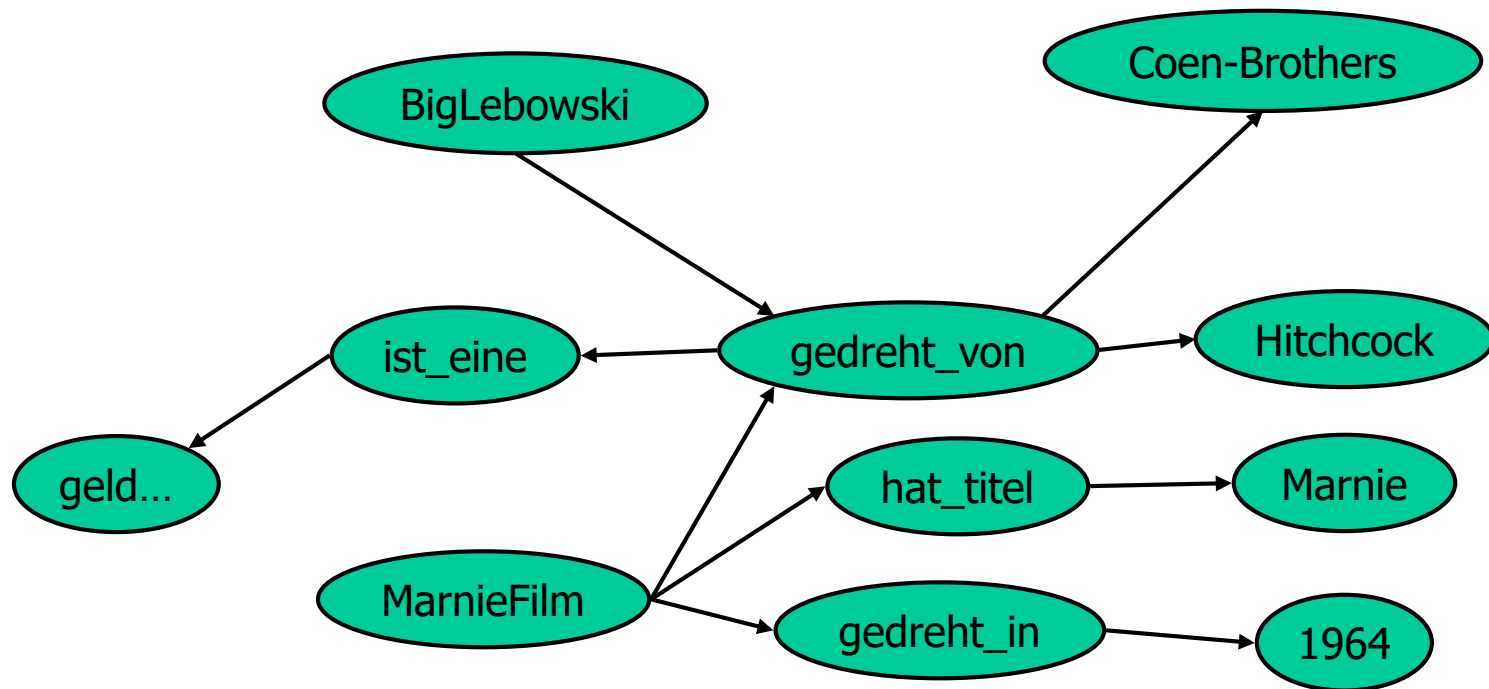 Coen-Brothers
BigLebowski
ist_eine
gedreht_von
Hitchcock
geld...
hat_titel
Marnie
MarnieFilm
gedreht_in
1964